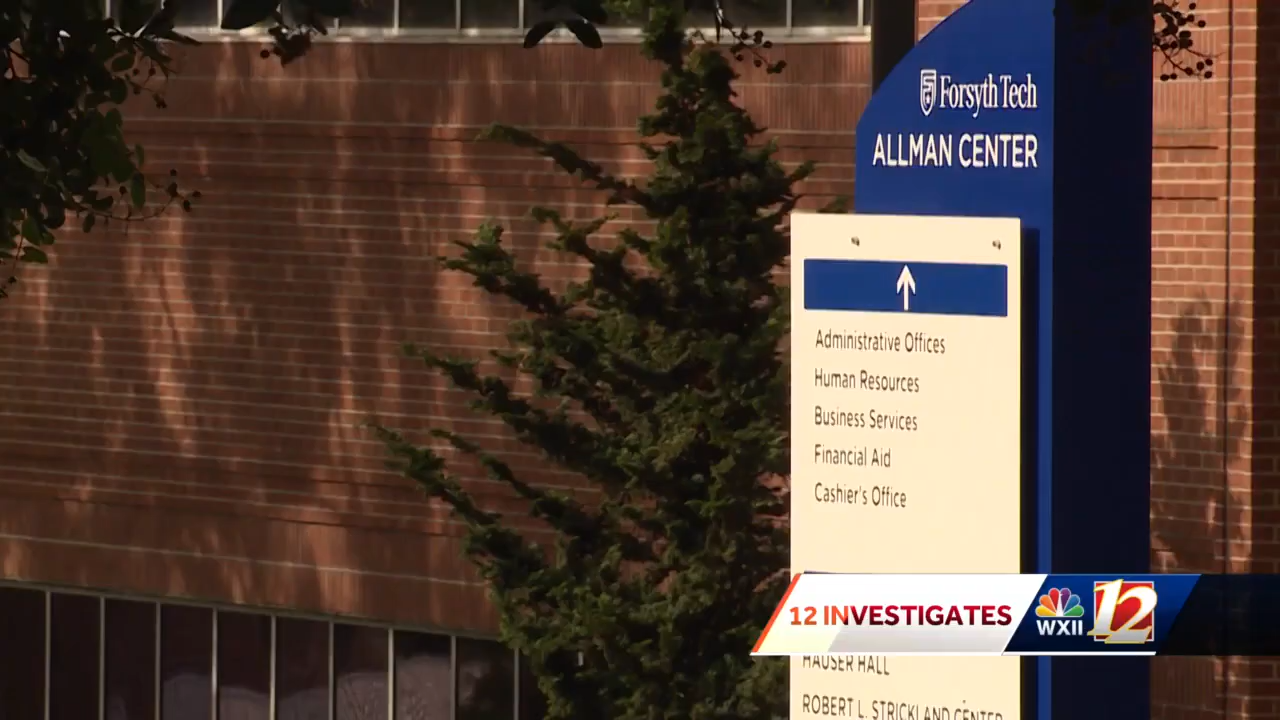 Forsyth Tech
ALLMAN CENTER
Administrative Offices
Human Resources
Business Services
Financial Aid
Cashier's Office
12 INVESTIGATES
WXII 12
HAUSER HALL
ROBERT L. STRICKLAND CENTER